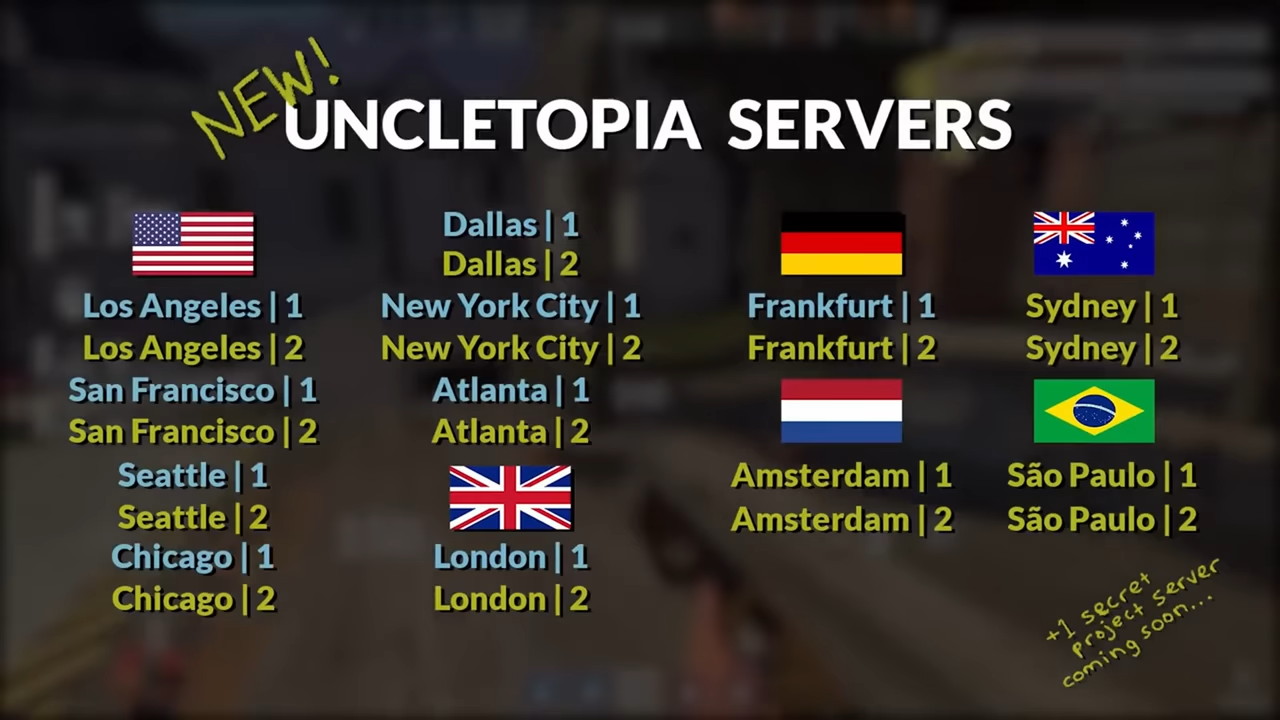 NEW!
UNCLETOPIA SERVERS
Los Angeles | 1
Los Angeles | 2
San Francisco | 1
San Francisco | 2
Seattle | 1
Seattle | 2
Chicago | 1
Chicago | 2
Dallas | 1
Dallas | 2
New York City | 1
New York City | 2
Atlanta | 1
Atlanta | 2
London | 1
London | 2
Frankfurt | 1
Frankfurt | 2
Amsterdam | 1
Amsterdam | 2
Sydney | 1
Sydney | 2
São Paulo | 1
São Paulo | 2
+1 secret
project server
coming soon...